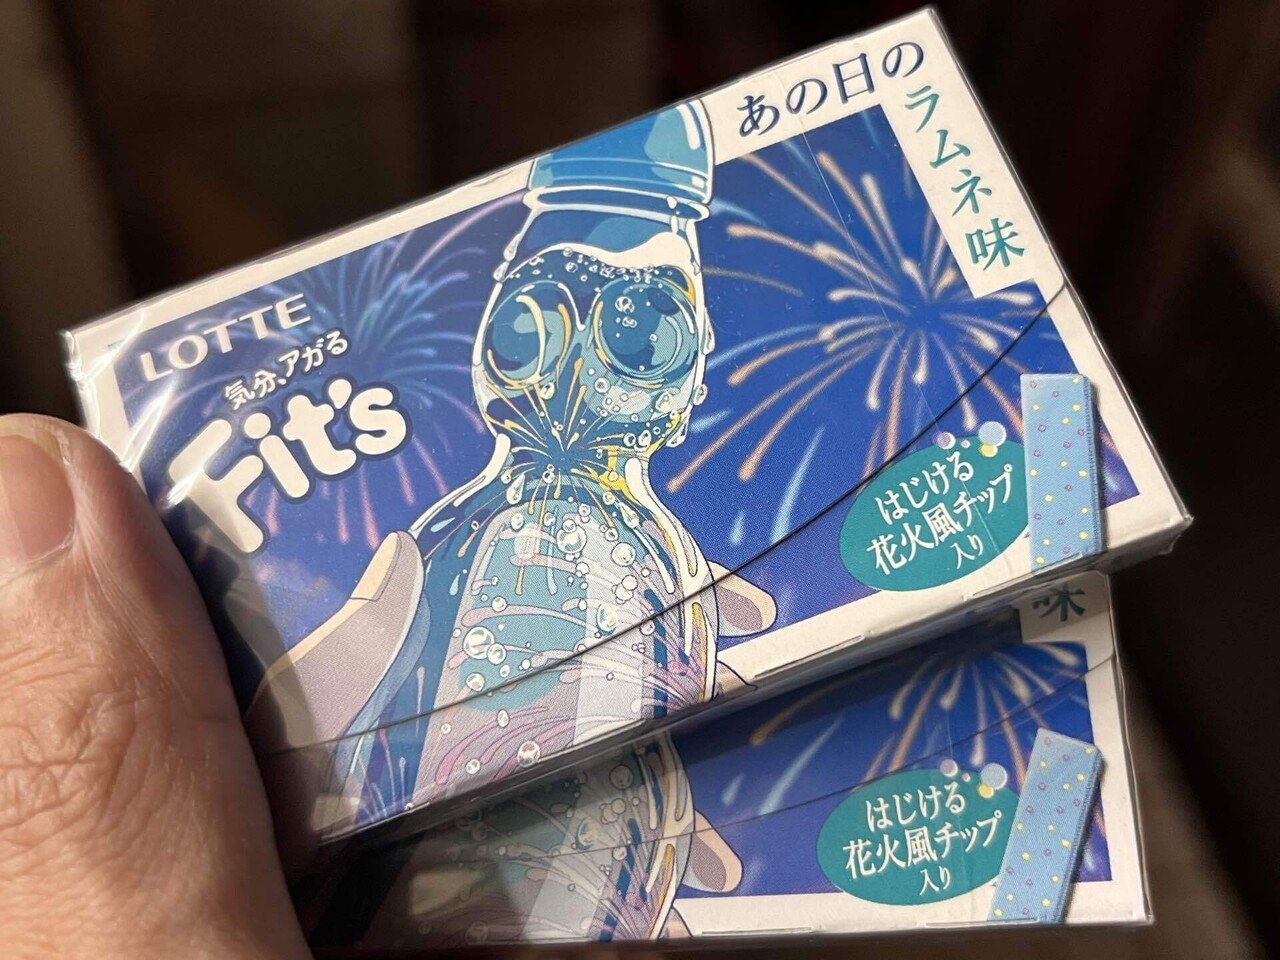 あの日の
ラムネ味
LOTTE
気分、アガる
Fit's
はじける
花火風チップ
入り
味
はじける
花火風チップ
入り